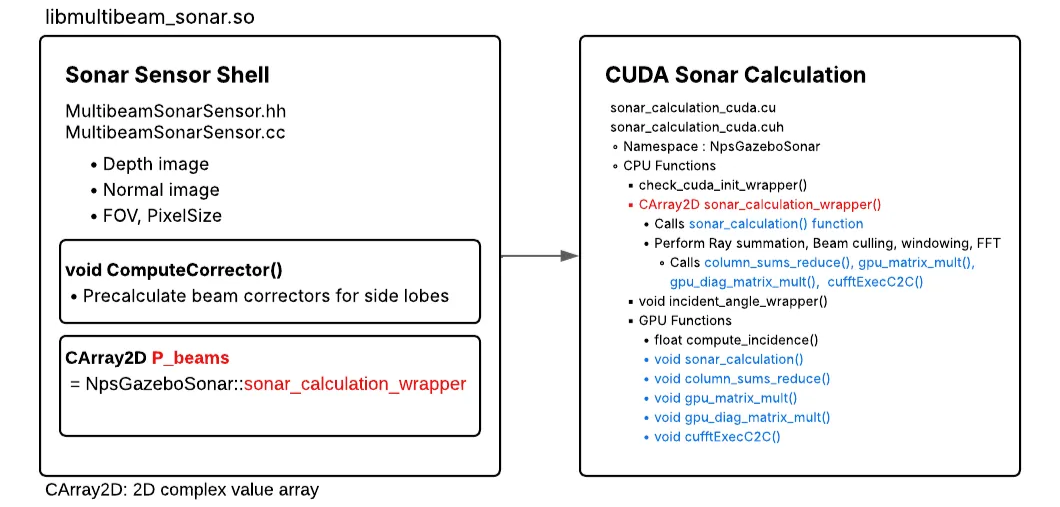 libmultibeam_sonar.so
Sonar Sensor Shell
MultibeamSonarSensor.hh
MultibeamSonarSensor.cc
• Depth image
• Normal image
• FOV, PixelSize
void ComputeCorrector()
• Precalculate beam correctors for side lobes
CArray2D P_beams
= NpsGazeboSonar::sonar_calculation_wrapper
CArray2D: 2D complex value array
CUDA Sonar Calculation
sonar_calculation_cuda.cu
sonar_calculation_cuda.cuh
◦ Namespace : NpsGazeboSonar
◦ CPU Functions
▪ check_cuda_init_wrapper()
▪ CArray2D sonar_calculation_wrapper()
• Calls sonar_calculation() function
• Perform Ray summation, Beam culling, windowing, FFT
◦ Calls column_sums_reduce(), gpu_matrix_mult(),
gpu_diag_matrix_mult(), cufftExecC2C()
▪ void incident_angle_wrapper()
▪ GPU Functions
• float compute_incidence()
• void sonar_calculation()
• void column_sums_reduce()
• void gpu_matrix_mult()
• void gpu_diag_matrix_mult()
• void cufftExecC2C()